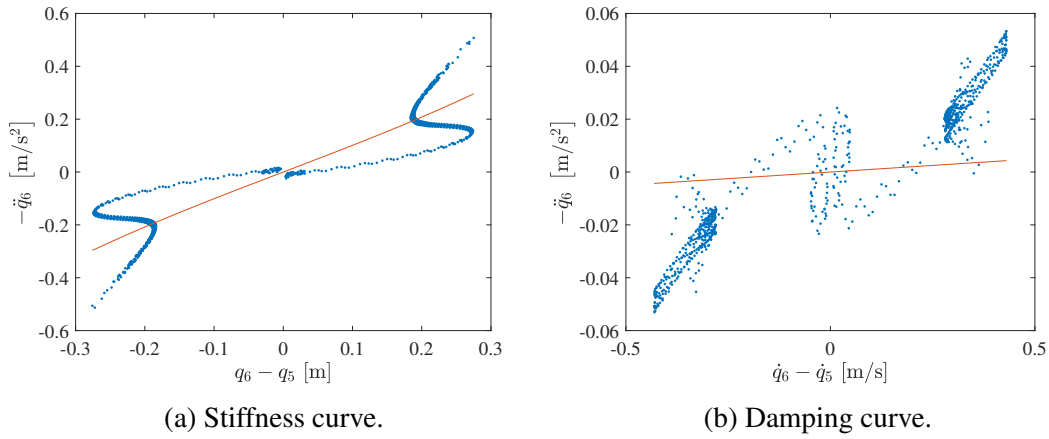 0.6
0.4
0.2
0
-0.2
-0.4
-0.6
−q̈₆ [m/s²]
-0.3 -0.2 -0.1 0 0.1 0.2 0.3
q₆ − q₅ [m]
(a) Stiffness curve.
0.06
0.04
0.02
0
-0.02
-0.04
-0.06
−q̈₆ [m/s²]
-0.5 0 0.5
q̇₆ − q̇₅ [m/s]
(b) Damping curve.